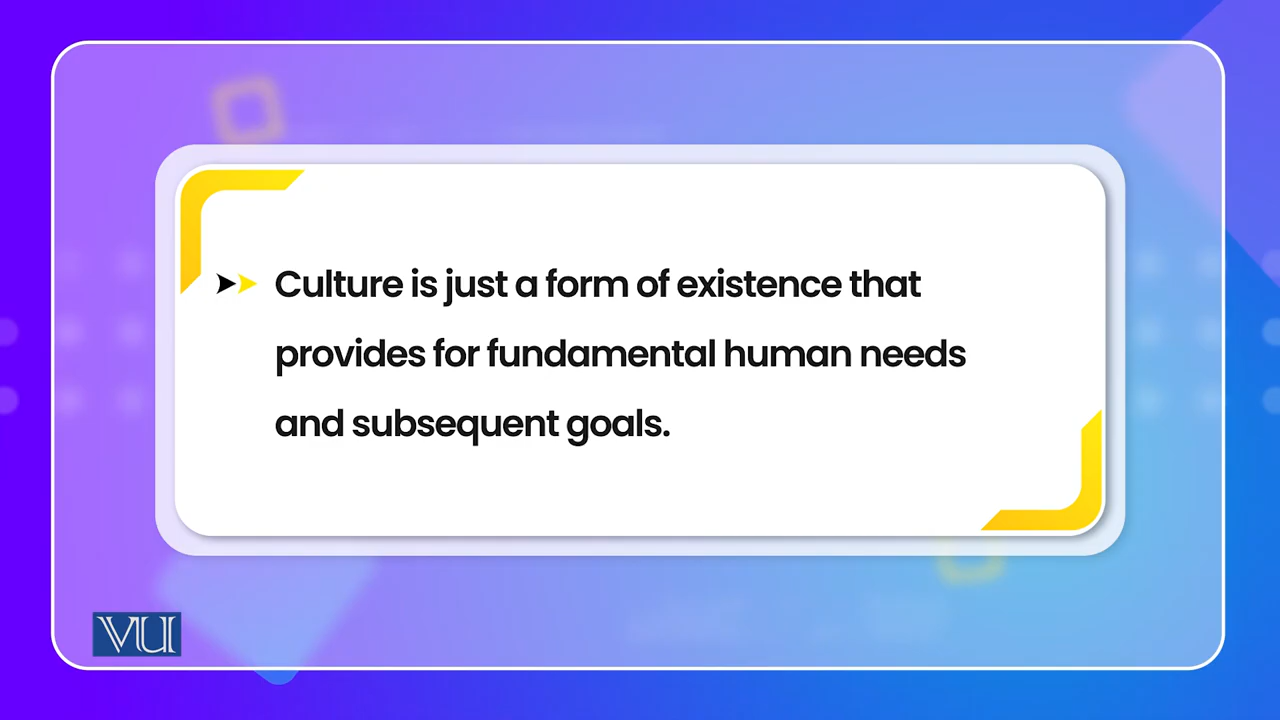 Culture is just a form of existence that
provides for fundamental human needs
and subsequent goals.
VU